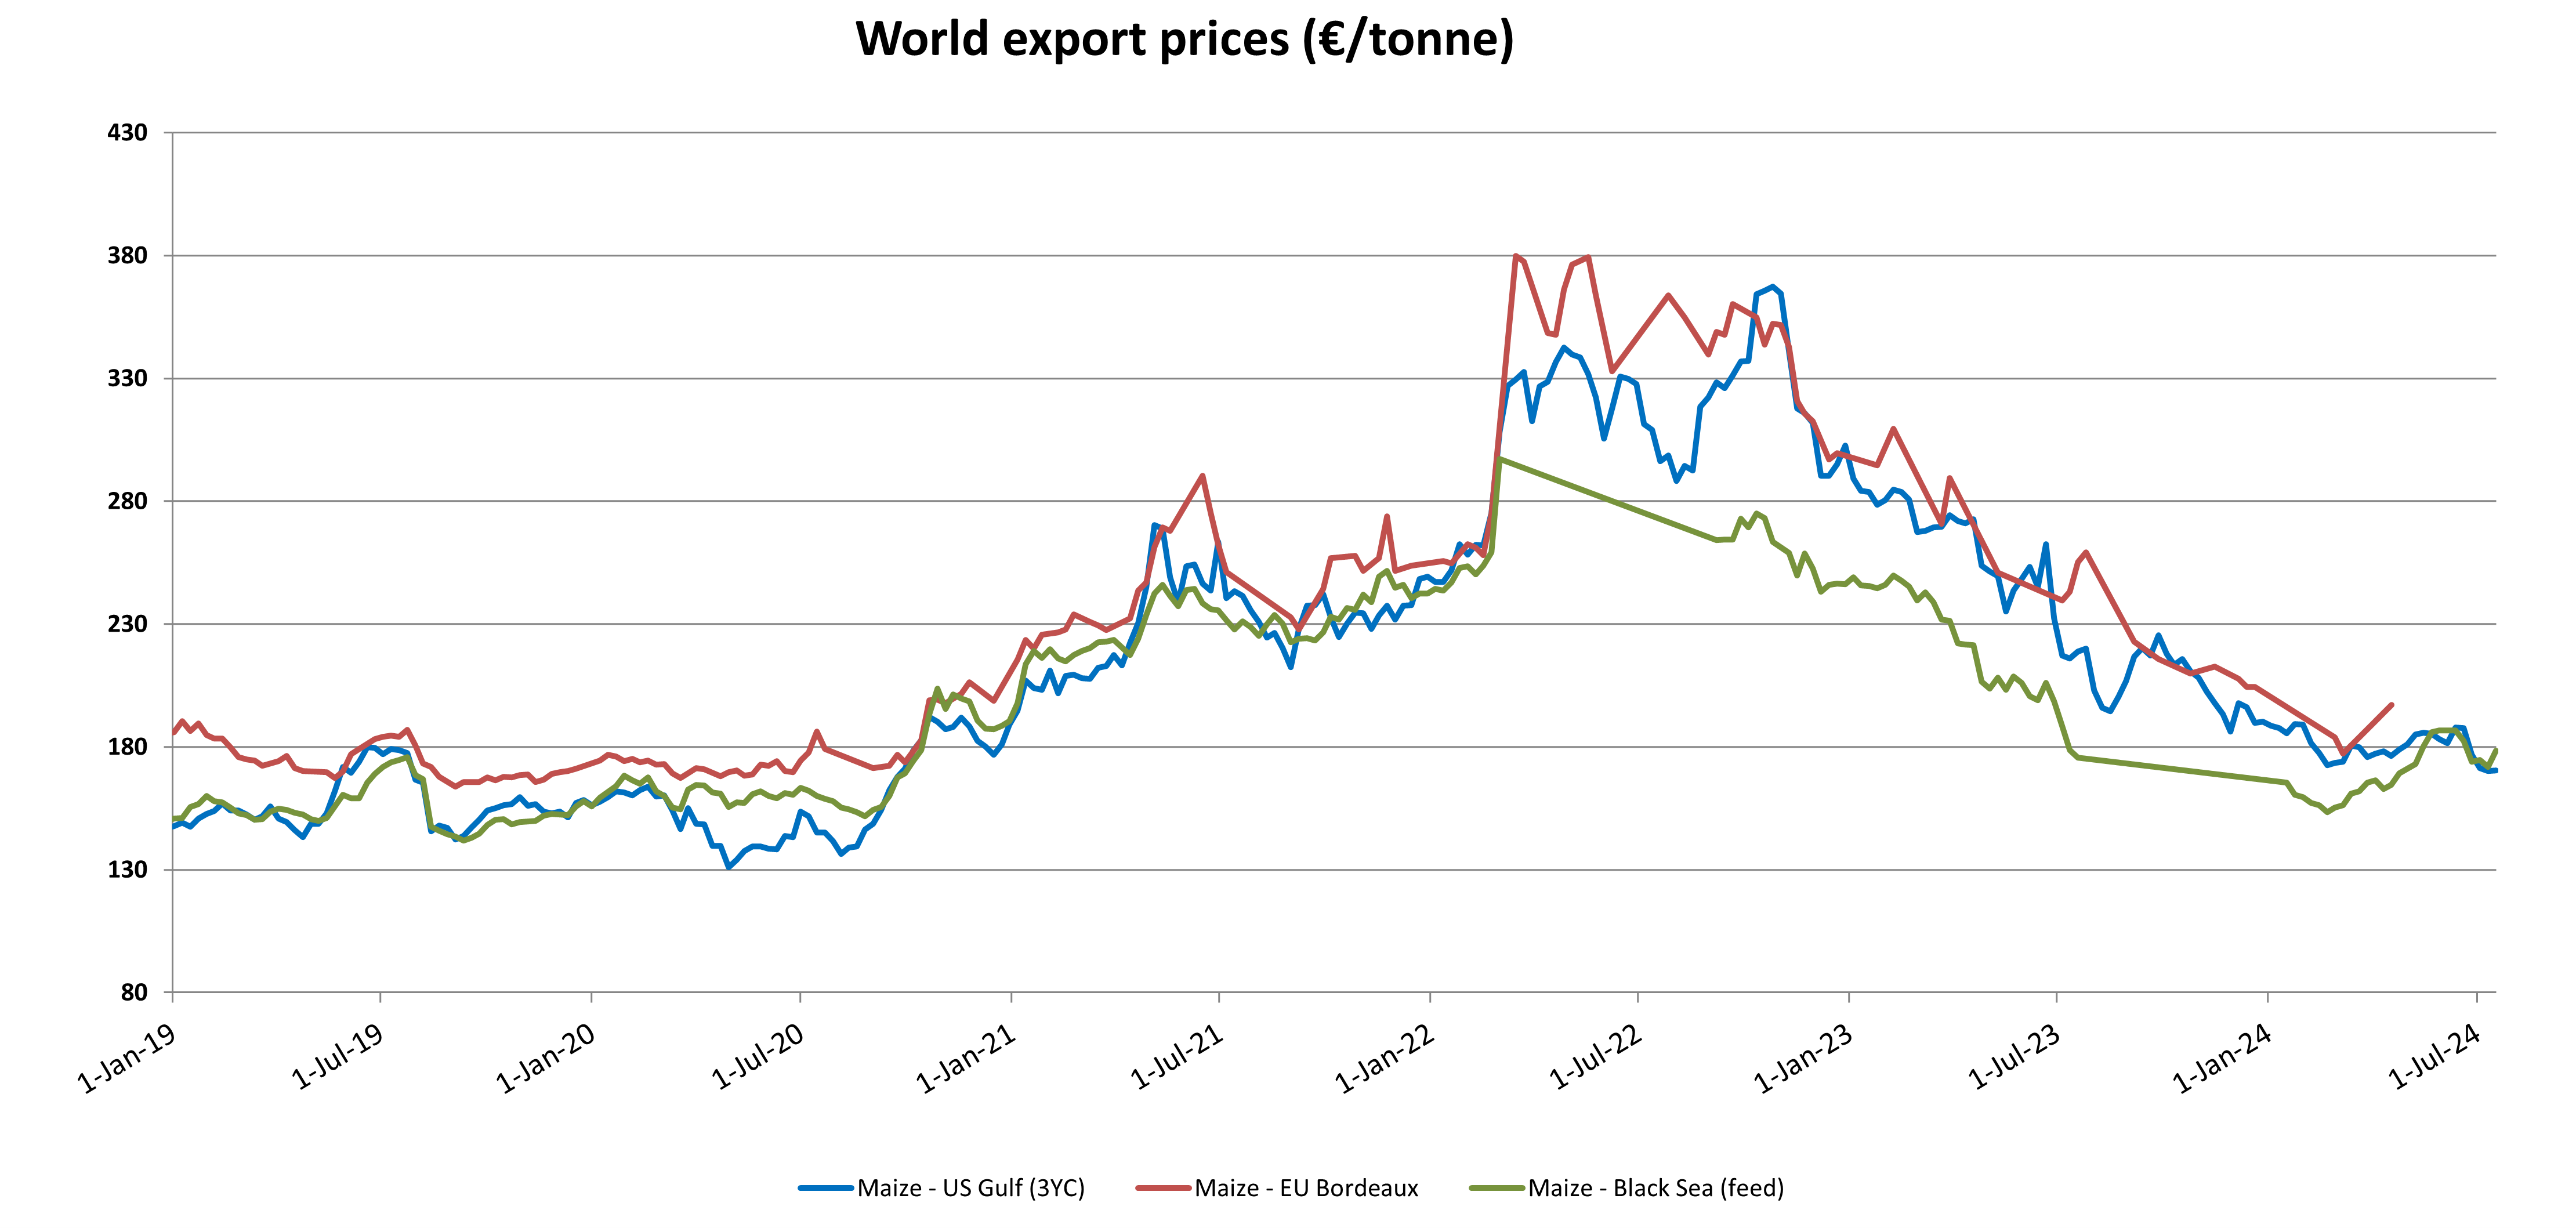 World export prices (€/tonne)
430
380
330
280
230
180
130
80
1-Jan-19
1-Jul-19
1-Jan-20
1-Jul-20
1-Jan-21
1-Jul-21
1-Jan-22
1-Jul-22
1-Jan-23
1-Jul-23
1-Jan-24
1-Jul-24
Maize - US Gulf (3YC)
Maize - EU Bordeaux
Maize - Black Sea (feed)